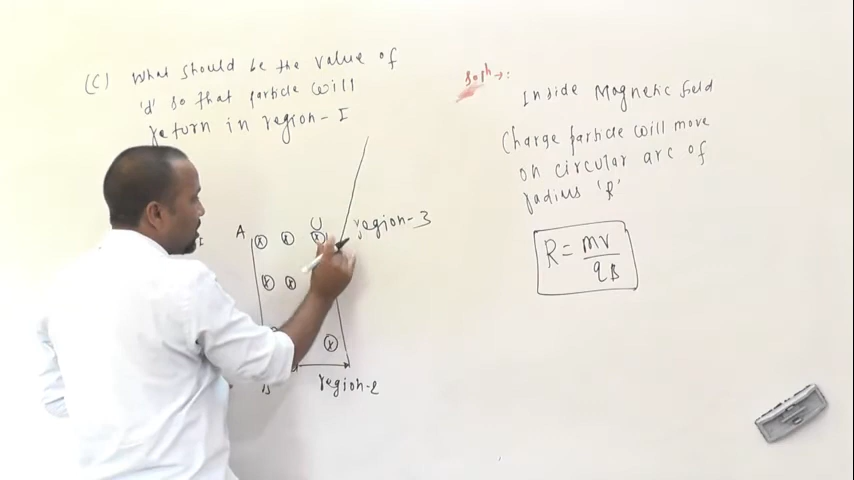 (C) What should be the value of
'd' so that particle will
return in region-I
Soln →:
Inside Magnetic field
Charge particle will move
on circular arc of
radius 'R'
R = mv / qB
A
region-3
B
region-2